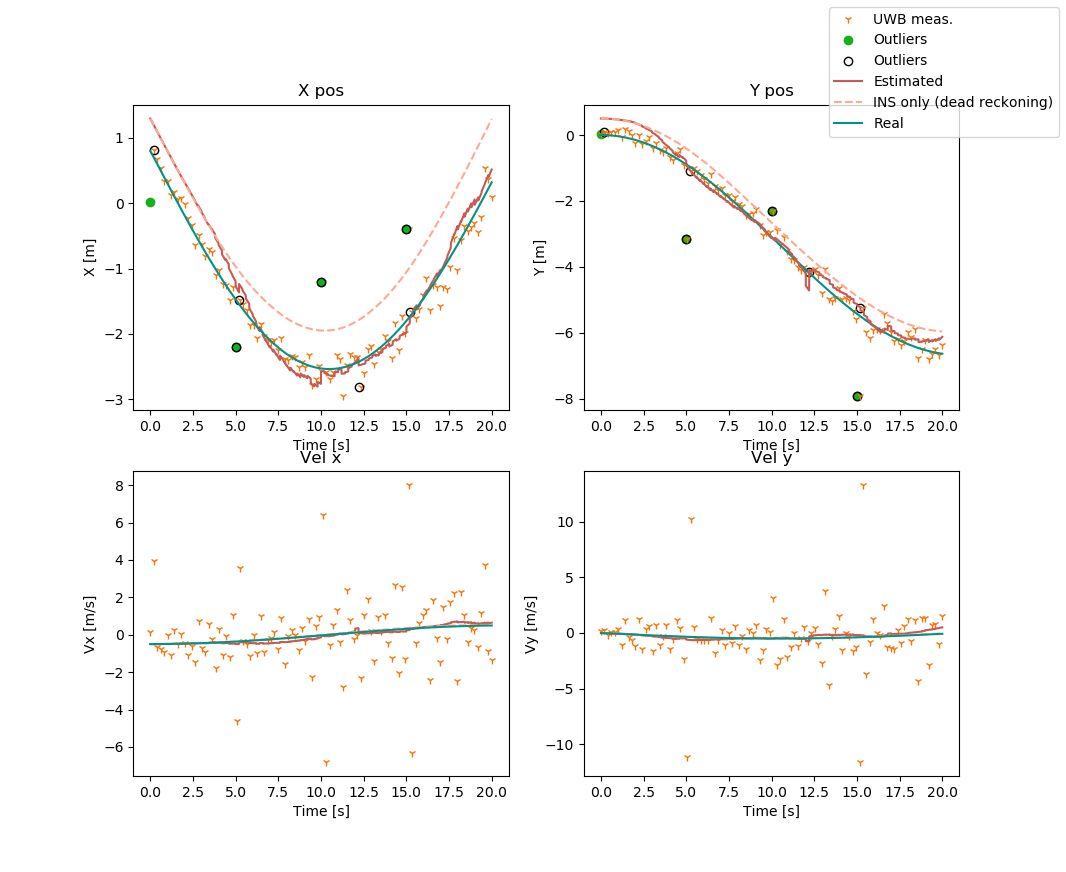 UWB meas.
Outliers
Outliers
Estimated
INS only (dead reckoning)
Real
X pos
Y pos
1
0
−1
−2
−3
X [m]
0.0 2.5 5.0 7.5 10.0 12.5 15.0 17.5 20.0
Time [s]
0
−2
−4
−6
−8
Y [m]
0.0 2.5 5.0 7.5 10.0 12.5 15.0 17.5 20.0
Time [s]
Vel x
Vel y
8
6
4
2
0
−2
−4
−6
Vx [m/s]
0.0 2.5 5.0 7.5 10.0 12.5 15.0 17.5 20.0
Time [s]
10
5
0
−5
−10
Vy [m/s]
0.0 2.5 5.0 7.5 10.0 12.5 15.0 17.5 20.0
Time [s]